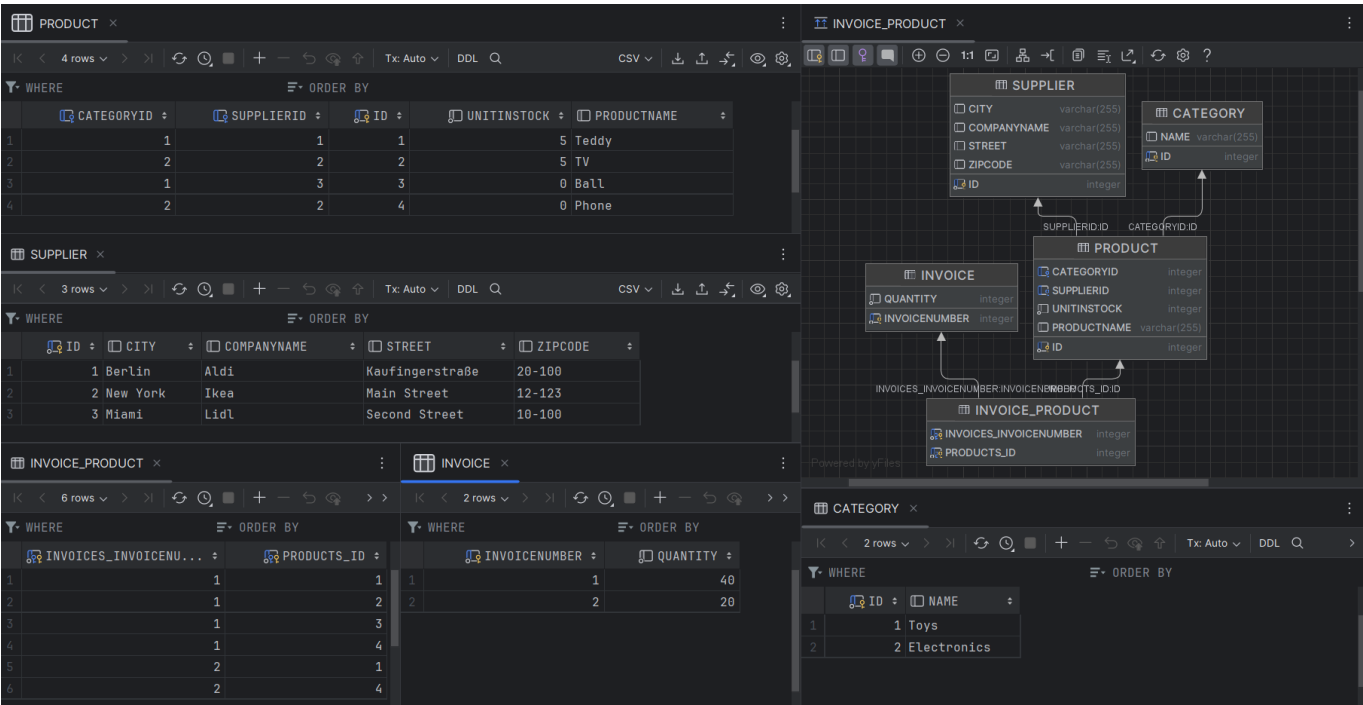 PRODUCT ×
4 rows
Tx: Auto
DDL
CSV
WHERE
ORDER BY
CATEGORYID SUPPLIERID ID UNITINSTOCK PRODUCTNAME
1 1 1 1 5 Teddy
2 2 2 2 5 TV
3 1 3 3 0 Ball
4 2 2 4 0 Phone
SUPPLIER ×
3 rows
Tx: Auto
DDL
CSV
WHERE
ORDER BY
ID CITY COMPANYNAME STREET ZIPCODE
1 1 Berlin Aldi Kaufingerstraße 20-100
2 2 New York Ikea Main Street 12-123
3 3 Miami Lidl Second Street 10-100
INVOICE_PRODUCT ×
6 rows
WHERE
ORDER BY
INVOICES_INVOICENU... PRODUCTS_ID
1 1 1
2 1 2
3 1 3
4 1 4
5 2 1
6 2 4
INVOICE ×
2 rows
WHERE
ORDER BY
INVOICENUMBER QUANTITY
1 1 40
2 2 20
INVOICE_PRODUCT ×
1:1
?
SUPPLIER
CITY varchar(255)
COMPANYNAME varchar(255)
STREET varchar(255)
ZIPCODE varchar(255)
ID integer
CATEGORY
NAME varchar(255)
ID integer
SUPPLIERID:ID
CATEGORYID:ID
PRODUCT
CATEGORYID integer
SUPPLIERID integer
UNITINSTOCK integer
PRODUCTNAME varchar(255)
ID integer
INVOICE
QUANTITY integer
INVOICENUMBER integer
INVOICE_PRODUCT
INVOICES_INVOICENUMBER integer
PRODUCTS_ID integer
Powered by yFiles
CATEGORY ×
2 rows
Tx: Auto
DDL
WHERE
ORDER BY
ID NAME
1 1 Toys
2 2 Electronics